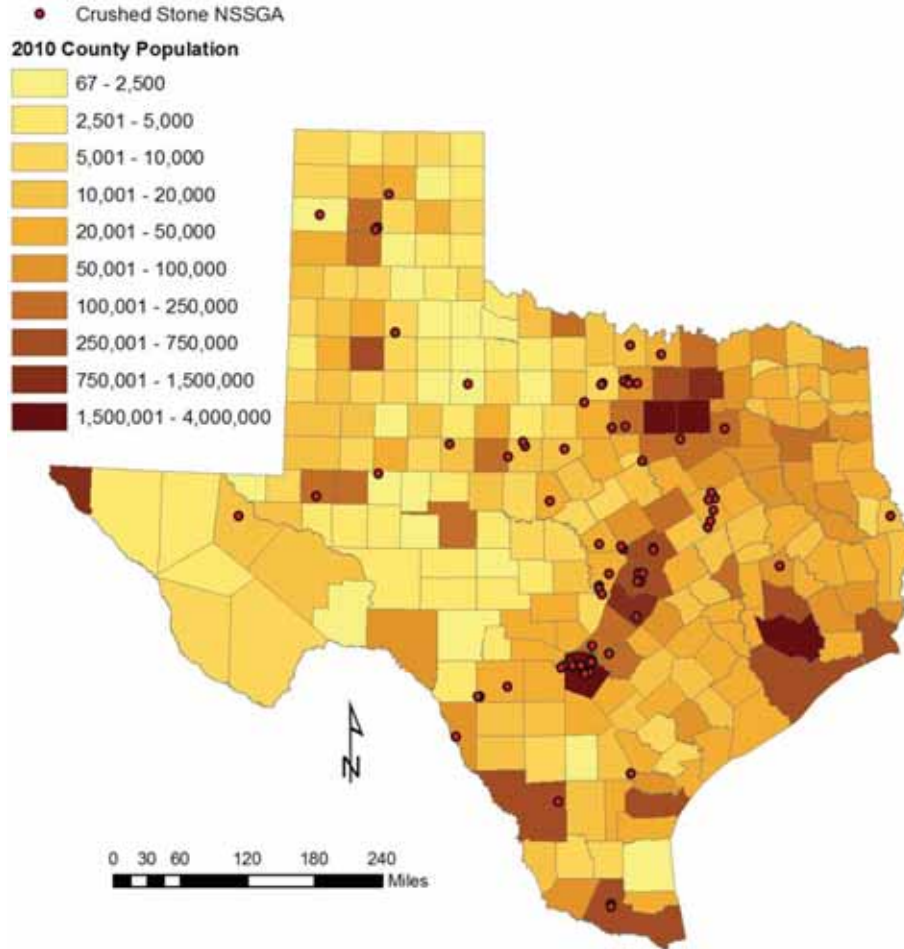 Crushed Stone NSSGA
2010 County Population
67 - 2,500
2,501 - 5,000
5,001 - 10,000
10,001 - 20,000
20,001 - 50,000
50,001 - 100,000
100,001 - 250,000
250,001 - 750,000
750,001 - 1,500,000
1,500,001 - 4,000,000
N
0 30 60 120 180 240
Miles